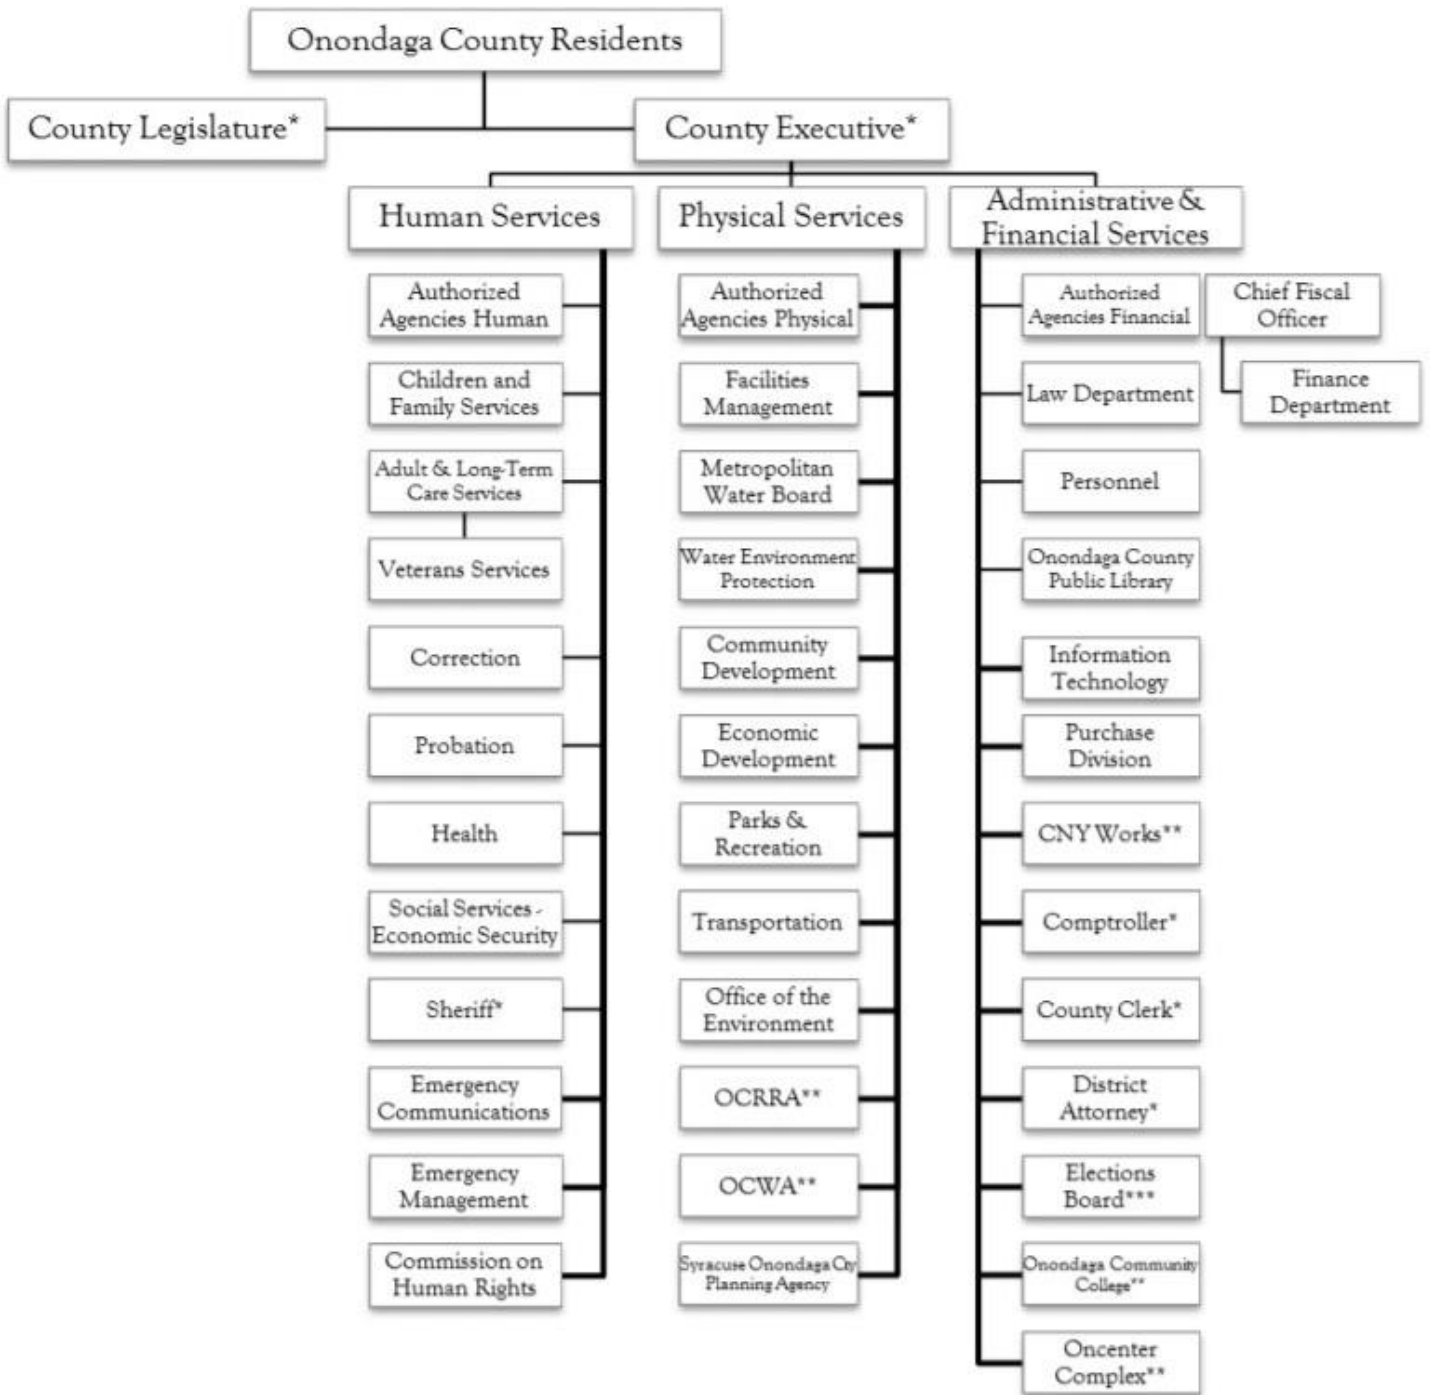 Onondaga County Residents
County Legislature*
County Executive*
Human Services
Physical Services
Administrative &
Financial Services
Authorized
Agencies Human
Children and
Family Services
Adult & Long-Term
Care Services
Veterans Services
Correction
Probation
Health
Social Services -
Economic Security
Sheriff*
Emergency
Communications
Emergency
Management
Commission on
Human Rights
Authorized
Agencies Physical
Facilities
Management
Metropolitan
Water Board
Water Environment
Protection
Community
Development
Economic
Development
Parks &
Recreation
Transportation
Office of the
Environment
OCRRA**
OCWA**
Syracuse Onondaga Cty
Planning Agency
Authorized
Agencies Financial
Chief Fiscal
Officer
Finance
Department
Law Department
Personnel
Onondaga County
Public Library
Information
Technology
Purchase
Division
CNY Works**
Comptroller*
County Clerk*
District
Attorney*
Elections
Board***
Onondaga Community
College**
Oncenter
Complex**